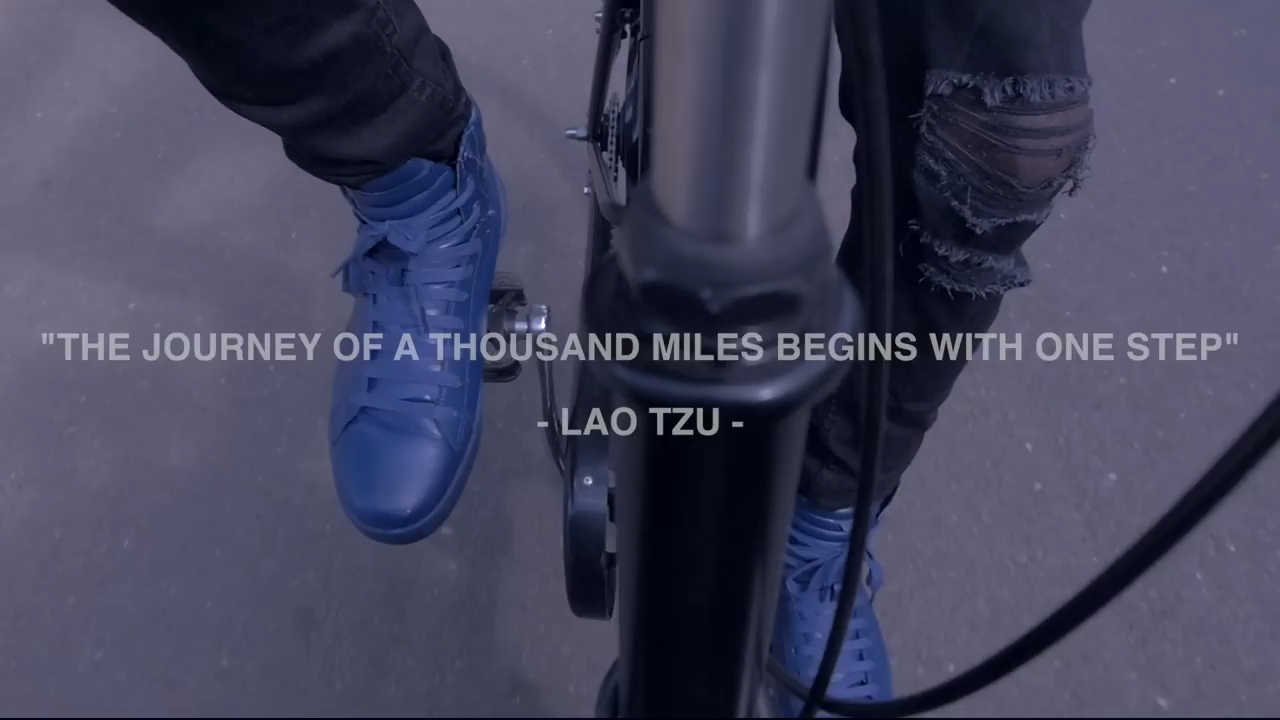 "THE JOURNEY OF A THOUSAND MILES BEGINS WITH ONE STEP"
- LAO TZU -